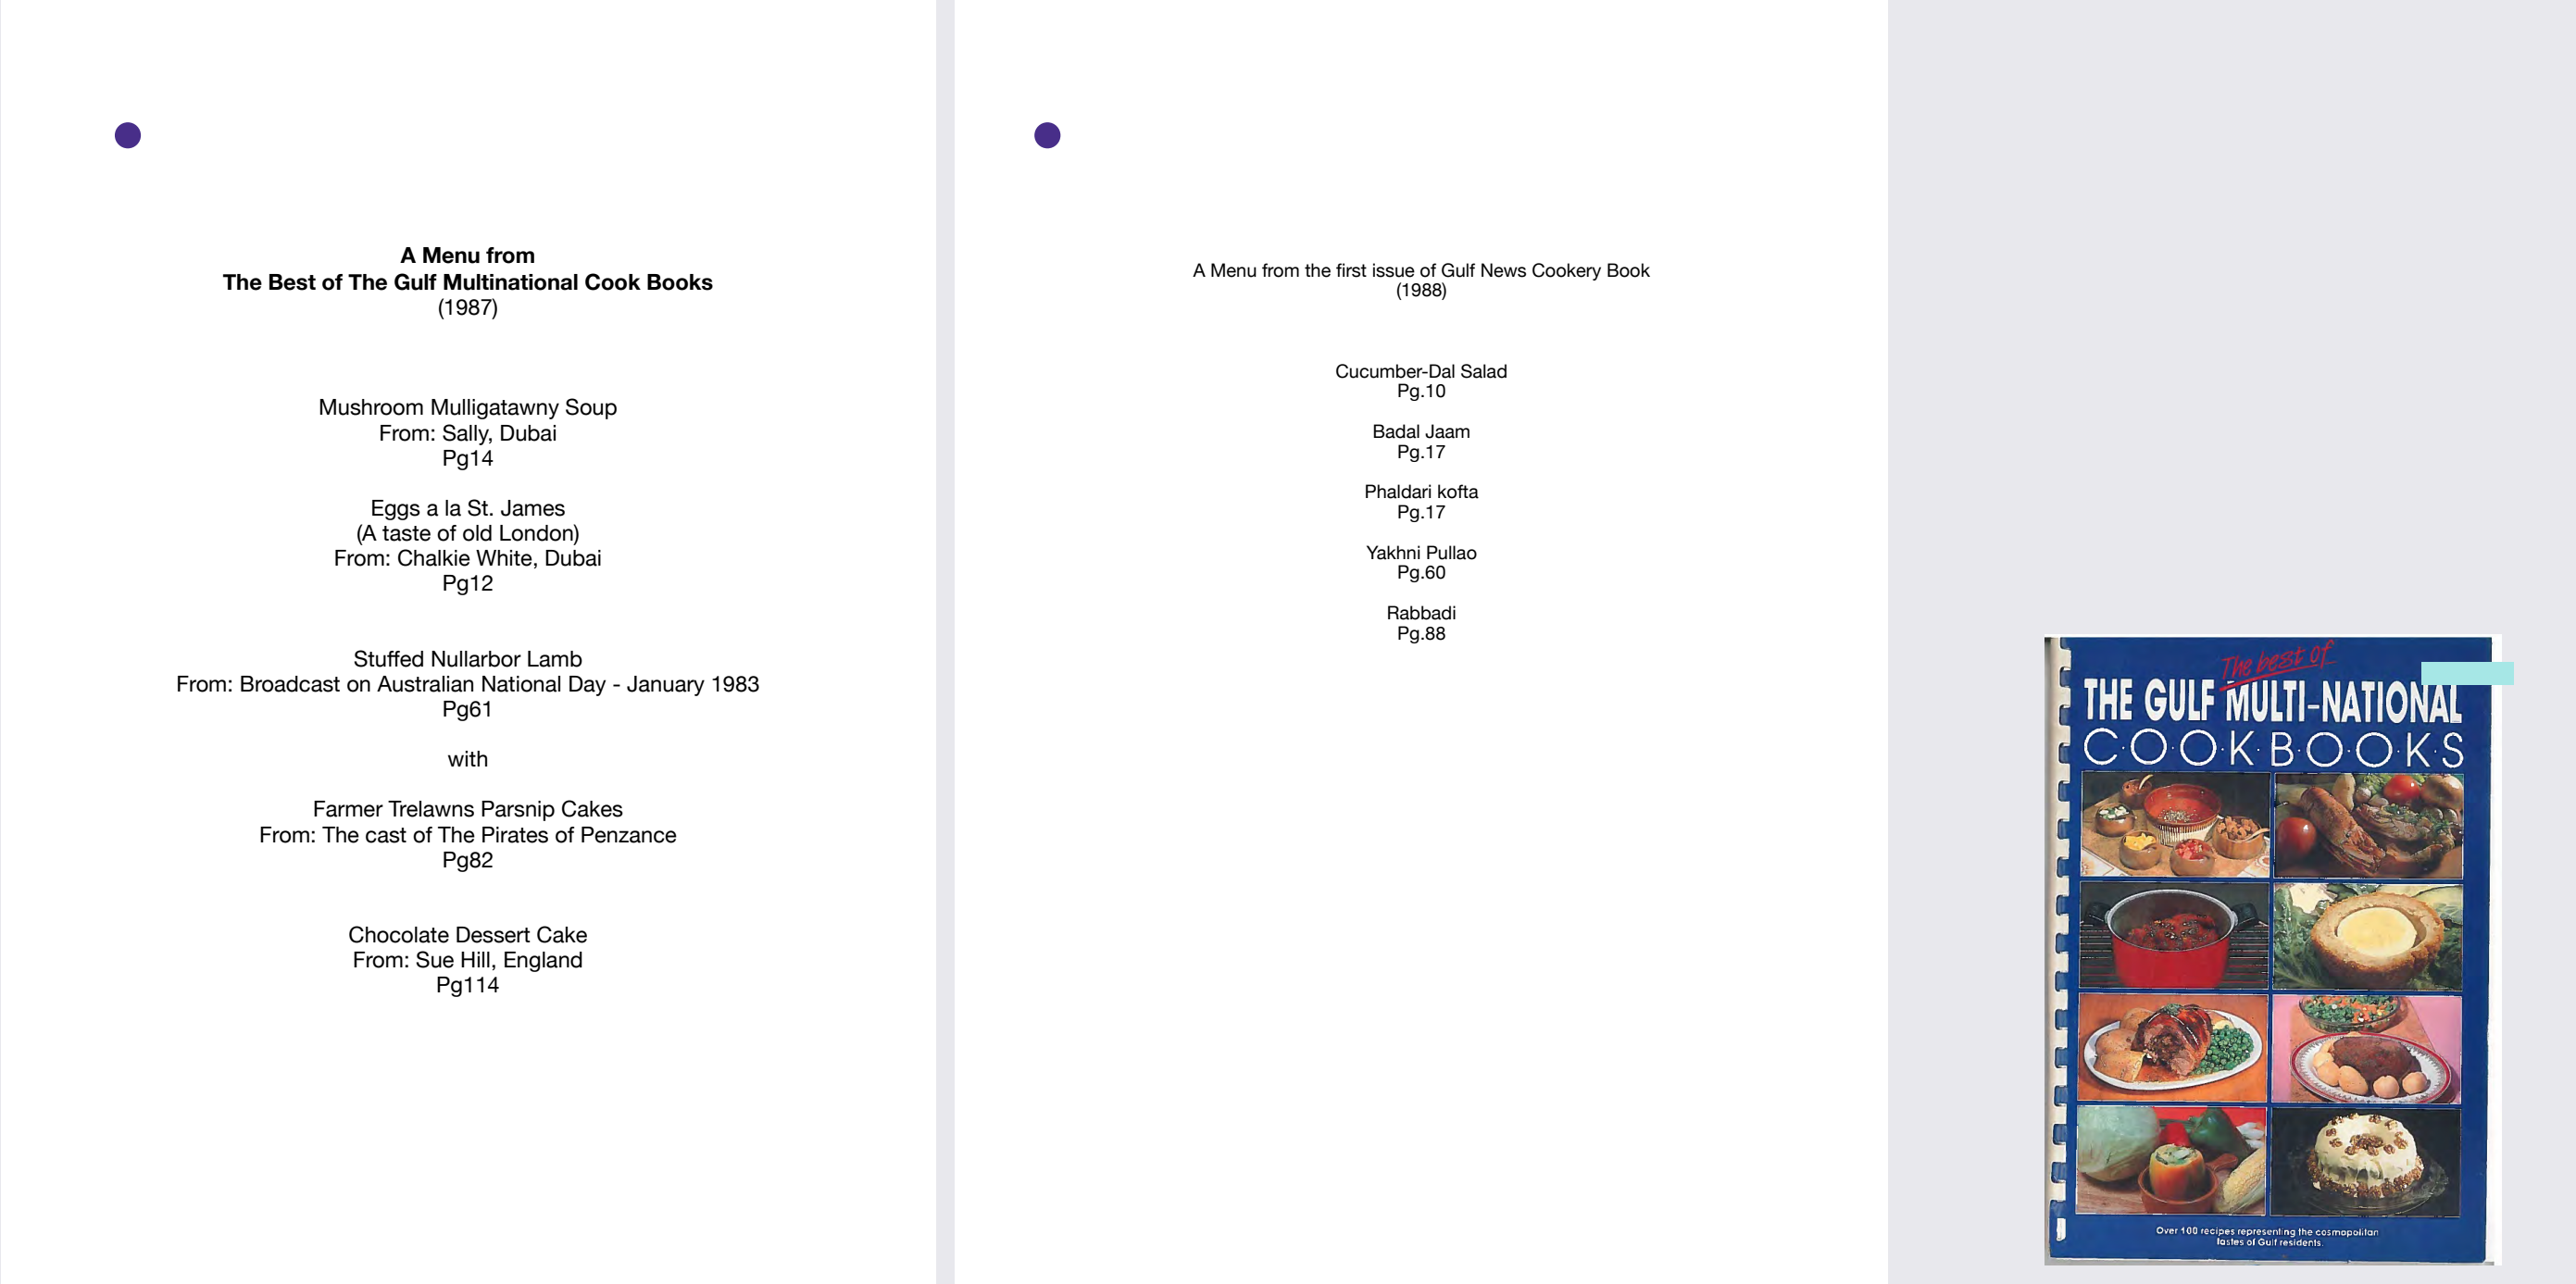 A Menu from
The Best of The Gulf Multinational Cook Books
(1987)
Mushroom Mulligatawny Soup
From: Sally, Dubai
Pg14
Eggs a la St. James
(A taste of old London)
From: Chalkie White, Dubai
Pg12
Stuffed Nullarbor Lamb
From: Broadcast on Australian National Day - January 1983
Pg61
with
Farmer Trelawns Parsnip Cakes
From: The cast of The Pirates of Penzance
Pg82
Chocolate Dessert Cake
From: Sue Hill, England
Pg114
A Menu from the first issue of Gulf News Cookery Book
(1988)
Cucumber-Dal Salad
Pg.10
Badal Jaam
Pg.17
Phaldari kofta
Pg.17
Yakhni Pullao
Pg.60
Rabbadi
Pg.88
The best of
THE GULF MULTI-NATIONAL
C·O·O·K·B·O·O·K·S
Over 100 recipes representing the cosmopolitan
tastes of Gulf residents.